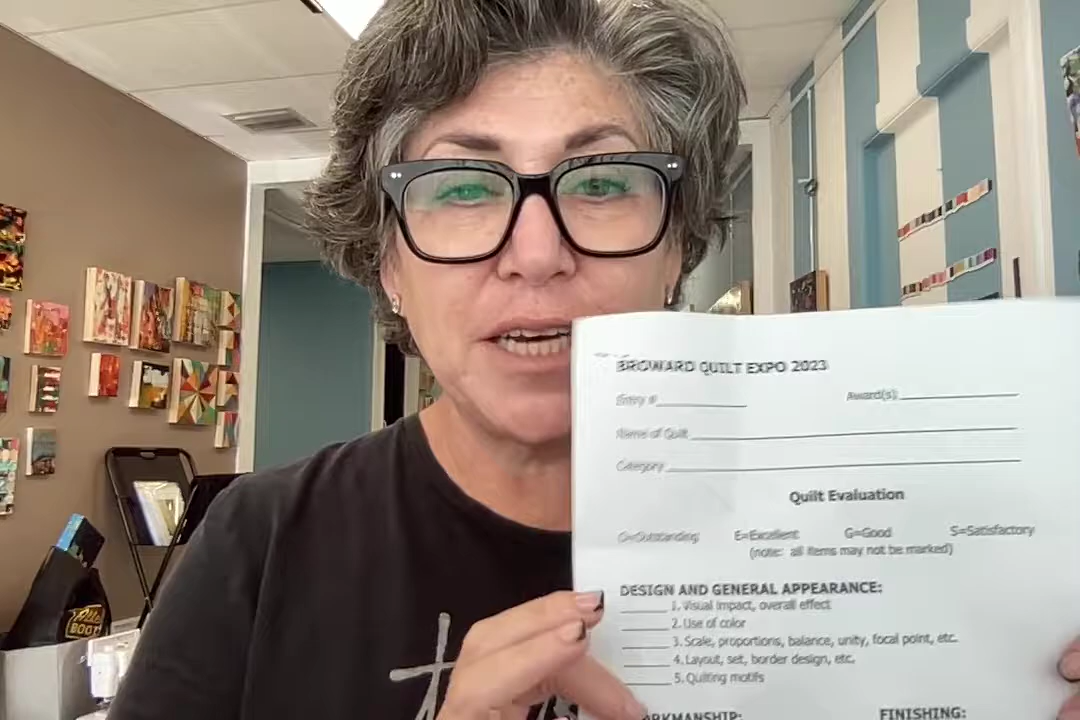 BROWARD QUILT EXPO 2023
Entry # Award(s)
Name of Quilt
Category
Quilt Evaluation
O=Outstanding E=Excellent G=Good S=Satisfactory
(note: all items may not be marked)
DESIGN AND GENERAL APPEARANCE:
1. Visual impact, overall effect
2. Use of color
3. Scale, proportions, balance, unity, focal point, etc.
4. Layout, set, border design, etc.
5. Quilting motifs
RKMANSHIP: FINISHING:
BOOT